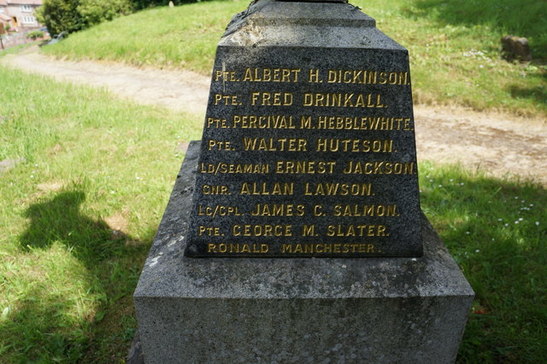 PTE. ALBERT H. DICKINSON.
PTE. FRED DRINKALL.
PTE. PERCIVAL M. HEBBLEWHITE.
PTE. WALTER HUTESON.
LD/SEAMAN ERNEST JACKSON.
GNR. ALLAN LAWSON.
LC/CPL. JAMES C. SALMON.
PTE. GEORGE M. SLATER.
RONALD MANCHESTER.